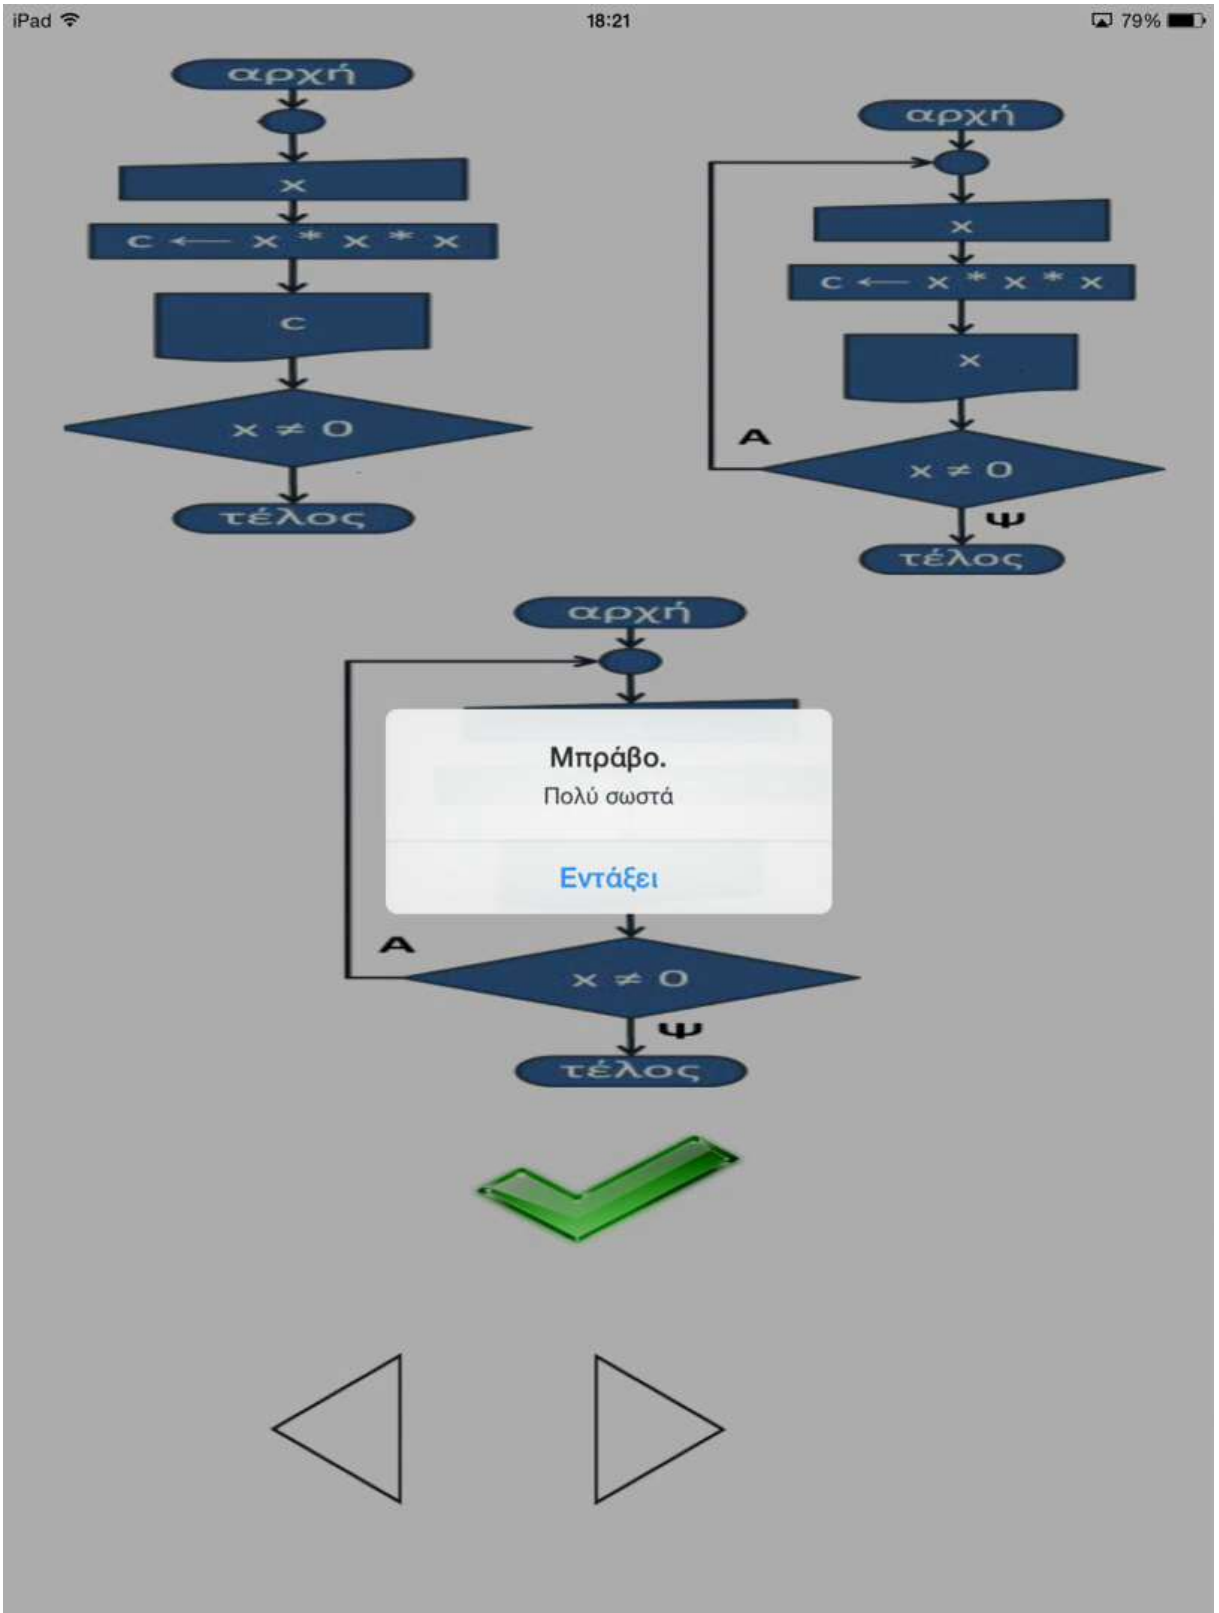 iPad 18:21 79%
αρχή
x
c ← x * x * x
c
x ≠ 0
τέλος
αρχή
x
c ← x * x * x
x
A
x ≠ 0
Ψ
τέλος
αρχή
Μπράβο.
Πολύ σωστά
Εντάξει
A
x ≠ 0
Ψ
τέλος